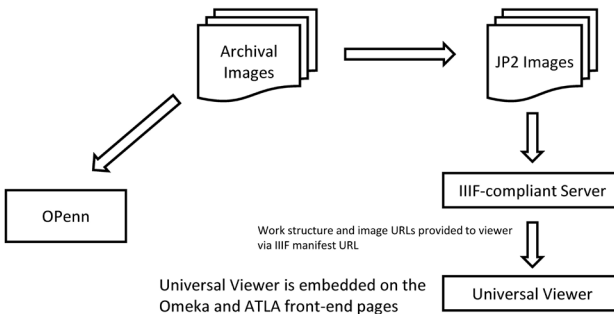 Archival
Images
JP2 Images
OPenn
IIIF-compliant Server
Work structure and image URLs provided to viewer
via IIIF manifest URL
Universal Viewer is embedded on the
Omeka and ATLA front-end pages
Universal Viewer